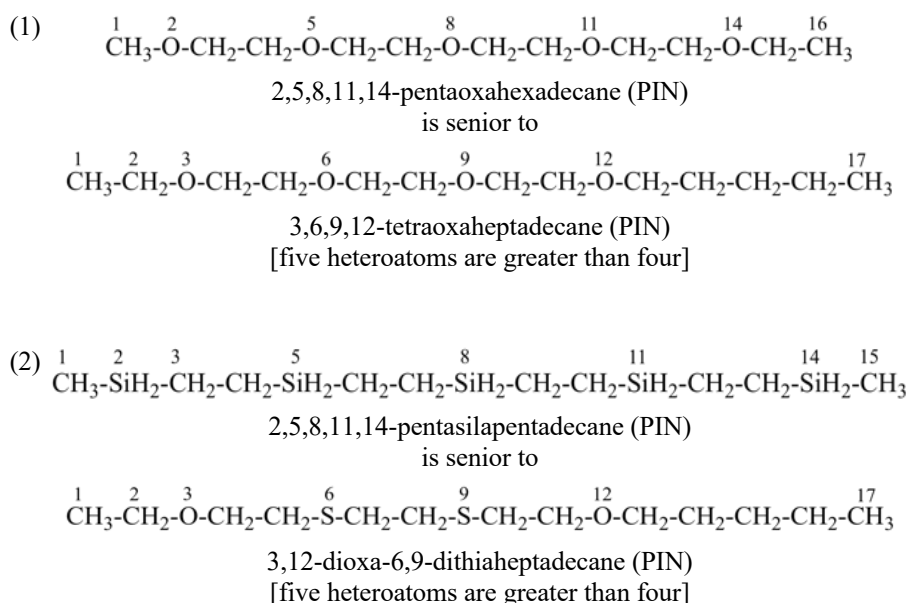 (1)
1 2 5 8 11 14 16
CH3-O-CH2-CH2-O-CH2-CH2-O-CH2-CH2-O-CH2-CH2-O-CH2-CH3
2,5,8,11,14-pentaoxahexadecane (PIN)
is senior to
1 2 3 6 9 12 17
CH3-CH2-O-CH2-CH2-O-CH2-CH2-O-CH2-CH2-O-CH2-CH2-CH2-CH2-CH3
3,6,9,12-tetraoxaheptadecane (PIN)
[five heteroatoms are greater than four]
(2)
1 2 3 5 8 11 14 15
CH3-SiH2-CH2-CH2-SiH2-CH2-CH2-SiH2-CH2-CH2-SiH2-CH2-CH2-SiH2-CH3
2,5,8,11,14-pentasilapentadecane (PIN)
is senior to
1 2 3 6 9 12 17
CH3-CH2-O-CH2-CH2-S-CH2-CH2-S-CH2-CH2-O-CH2-CH2-CH2-CH2-CH3
3,12-dioxa-6,9-dithiaheptadecane (PIN)
[five heteroatoms are greater than four]